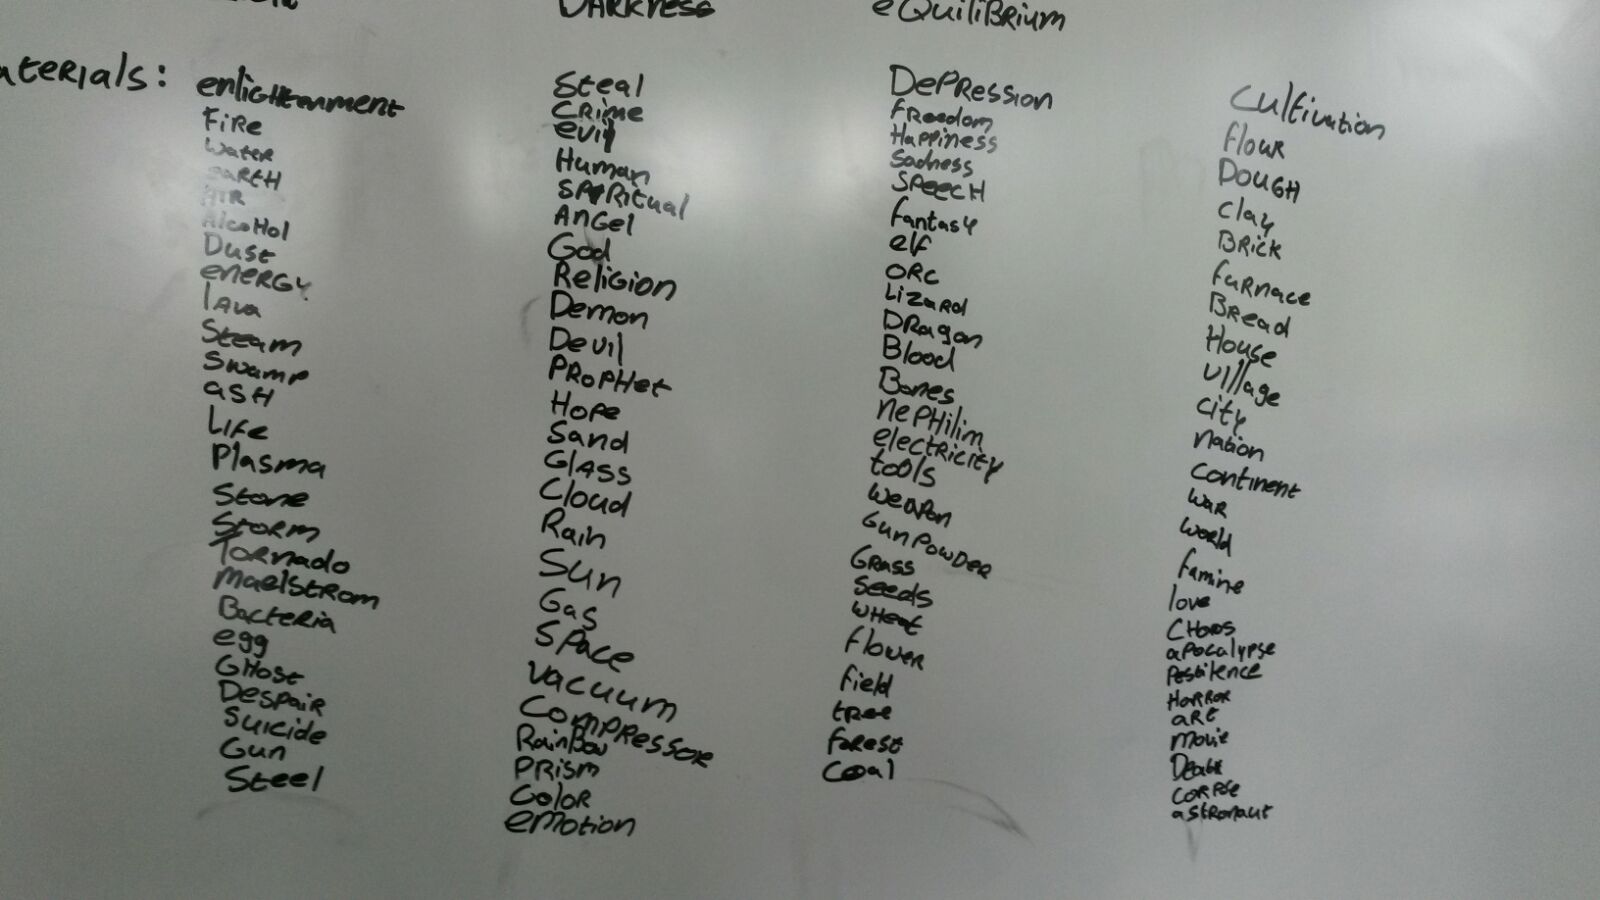 DARKNESS
eQuiliBrium
aterials:
enligHtenment
FiRe
water
eaRtH
AiR
AlcoHol
Dust
eneRGy
lAva
Steam
Swamp
asH
Life
Plasma
Stone
StoRm
ToRnado
MaelstRom
BacteRia
egg
GHost
DespaiR
Suicide
Gun
Steel
Steal
CRime
evil
Human
SPiRitual
AnGel
God
ReliGion
Demon
Devil
PRoPHet
HoPe
Sand
GlAss
Cloud
Rain
Sun
Gas
SPace
Vacuum
ComPRessoR
RainBow
PRism
ColoR
emotion
DePRession
FReedom
Happiness
Sadness
SPeecH
fantasy
elf
oRc
LizaRd
DRagon
Blood
Bones
nePHilim
electRicity
tools
weapon
GunPowDeR
GRass
Seeds
wHeat
floweR
field
tRee
foRest
Coal
Cultivation
flouR
DouGH
Clay
BRick
fuRnace
BRead
House
village
city
nation
continent
waR
woRld
famine
love
CHaos
apocalypse
Pestilence
HoRRoR
aRt
movie
Death
coRpse
astRonaut